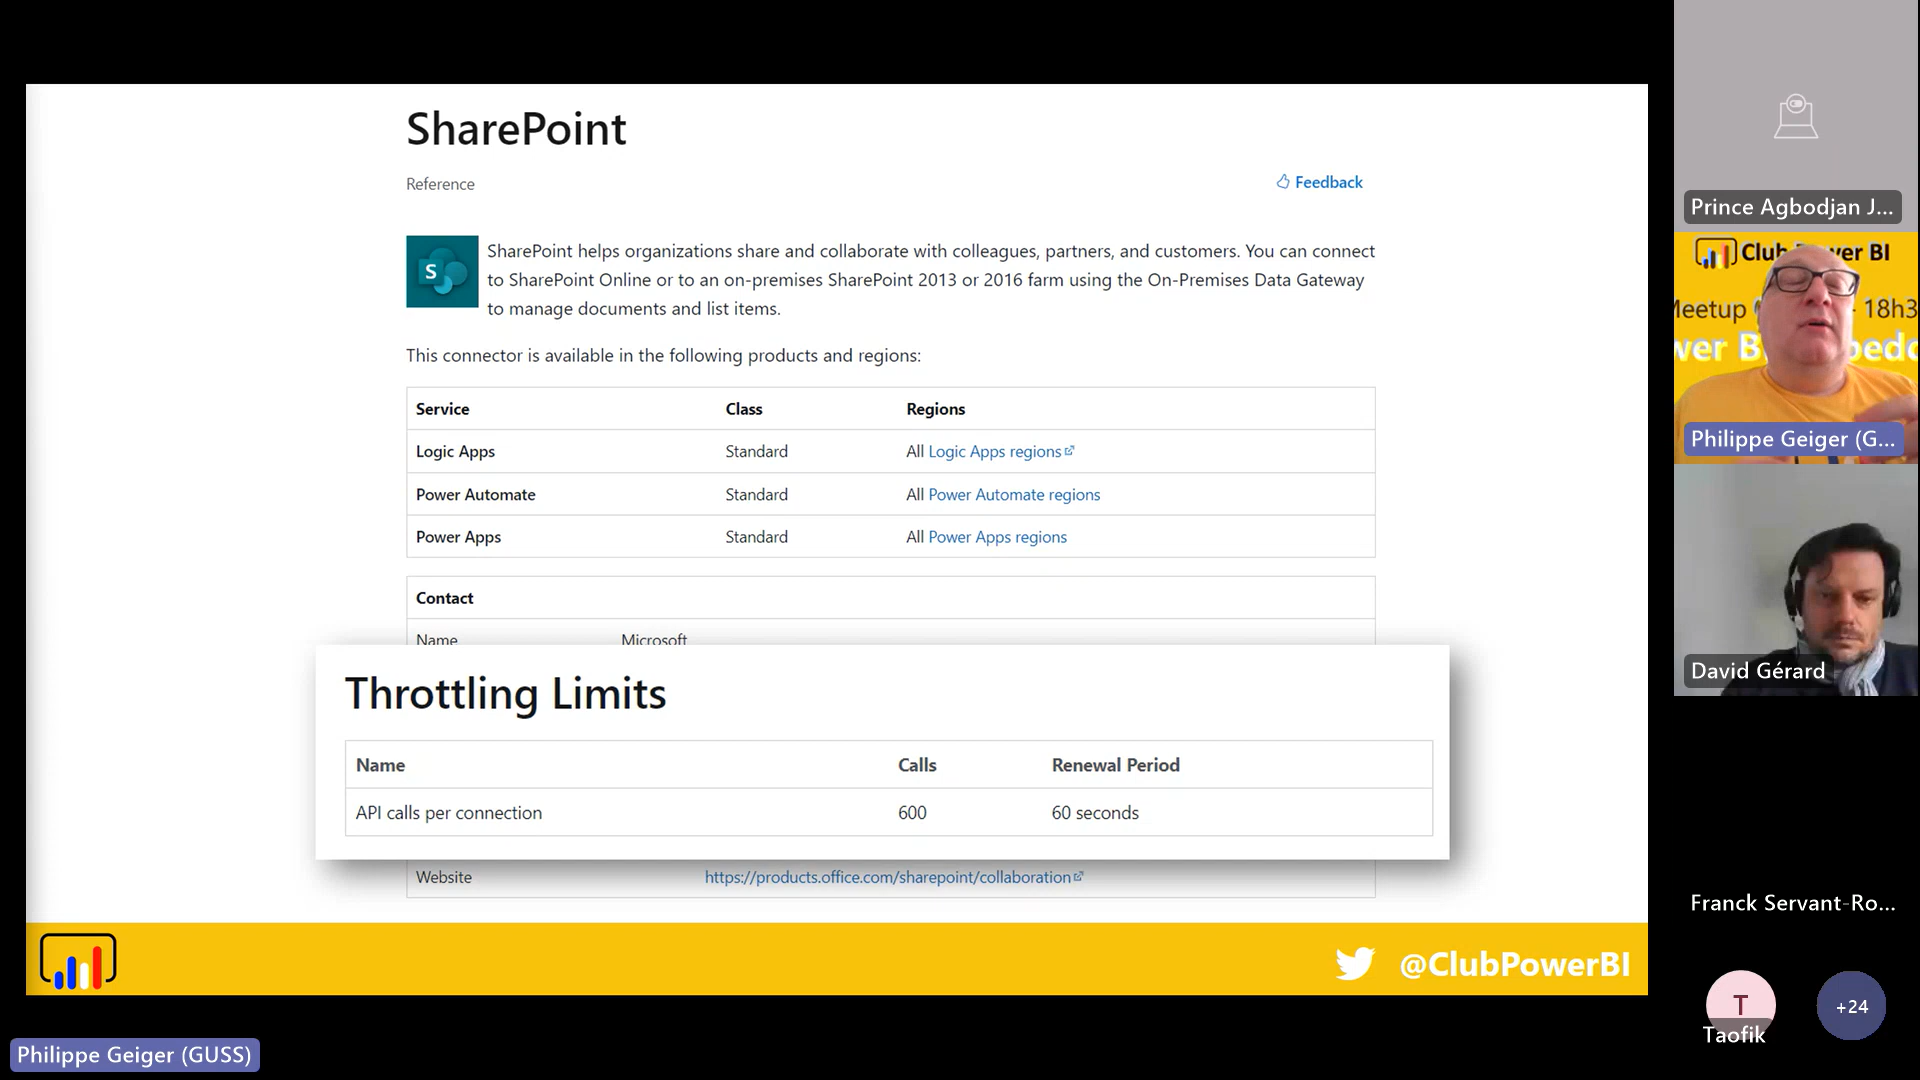 SharePoint
Reference
Feedback
S
SharePoint helps organizations share and collaborate with colleagues, partners, and customers. You can connect
to SharePoint Online or to an on-premises SharePoint 2013 or 2016 farm using the On-Premises Data Gateway
to manage documents and list items.
This connector is available in the following products and regions:
Service Class Regions
Logic Apps Standard All Logic Apps regions
Power Automate Standard All Power Automate regions
Power Apps Standard All Power Apps regions
Contact
Name Microsoft
Throttling Limits
Name Calls Renewal Period
API calls per connection 600 60 seconds
Website https://products.office.com/sharepoint/collaboration
@ClubPowerBI
Philippe Geiger (GUSS)
Prince Agbodjan J...
Club Power BI
Meetup 18h3
Philippe Geiger (G...
David Gérard
Franck Servant-Ro...
T
Taofik
+24